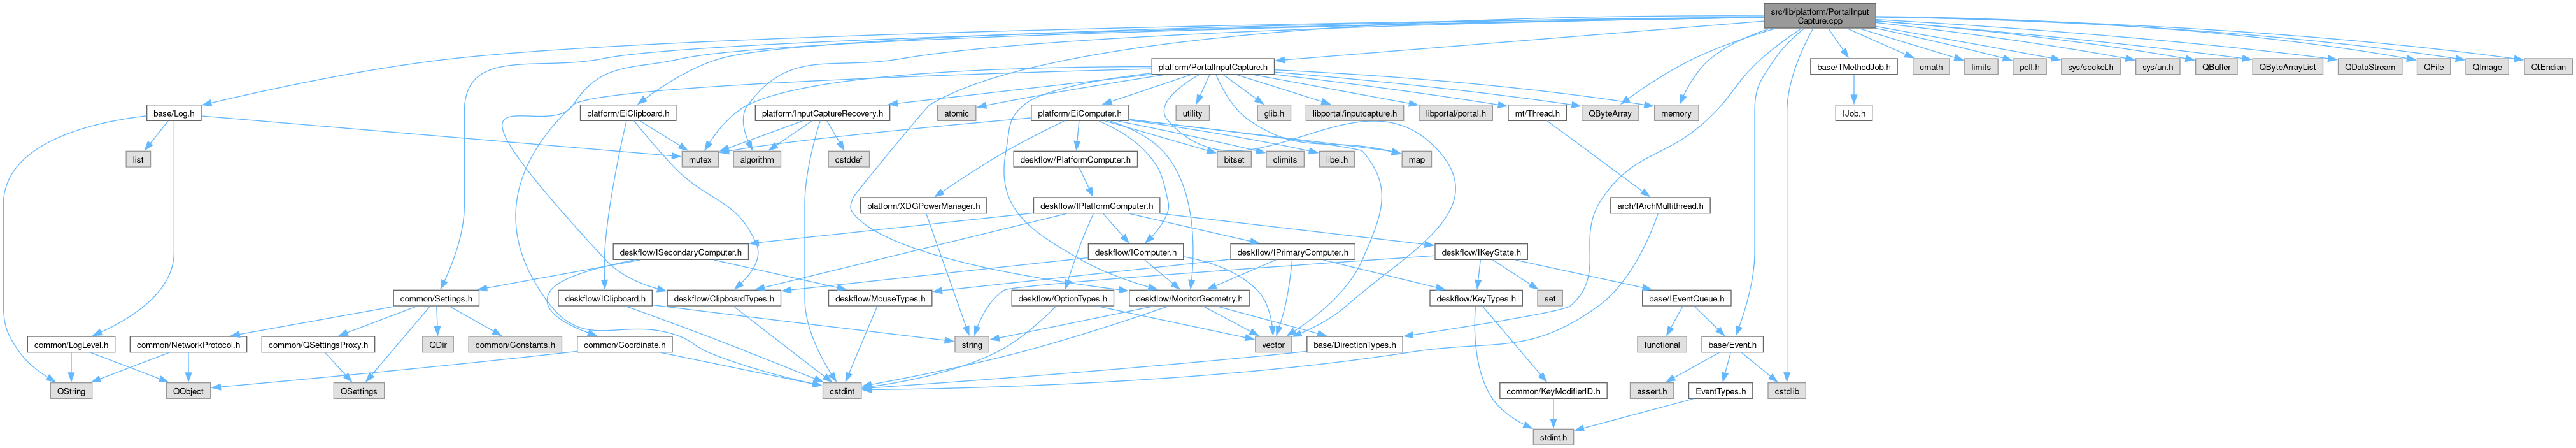 src/lib/platform/PortalInput
Capture.cpp
platform/PortalInputCapture.h
base/TMethodJob.h
cmath
limits
poll.h
sys/socket.h
sys/un.h
QBuffer
QByteArrayList
QDataStream
QFile
QImage
QtEndian
base/Log.h
platform/EiClipboard.h
platform/InputCaptureRecovery.h
atomic
platform/EiComputer.h
utility
glib.h
libportal/inputcapture.h
libportal/portal.h
mt/Thread.h
QByteArray
memory
IJob.h
list
mutex
algorithm
cstddef
deskflow/PlatformComputer.h
bitset
climits
libei.h
map
platform/XDGPowerManager.h
deskflow/IPlatformComputer.h
arch/IArchMultithread.h
deskflow/ISecondaryComputer.h
deskflow/IComputer.h
deskflow/IPrimaryComputer.h
deskflow/IKeyState.h
common/Settings.h
deskflow/IClipboard.h
deskflow/ClipboardTypes.h
deskflow/MouseTypes.h
deskflow/OptionTypes.h
deskflow/MonitorGeometry.h
deskflow/KeyTypes.h
set
base/IEventQueue.h
common/LogLevel.h
common/NetworkProtocol.h
common/QSettingsProxy.h
QDir
common/Constants.h
common/Coordinate.h
string
vector
base/DirectionTypes.h
functional
base/Event.h
QString
QObject
QSettings
cstdint
common/KeyModifierID.h
assert.h
EventTypes.h
cstdlib
stdint.h